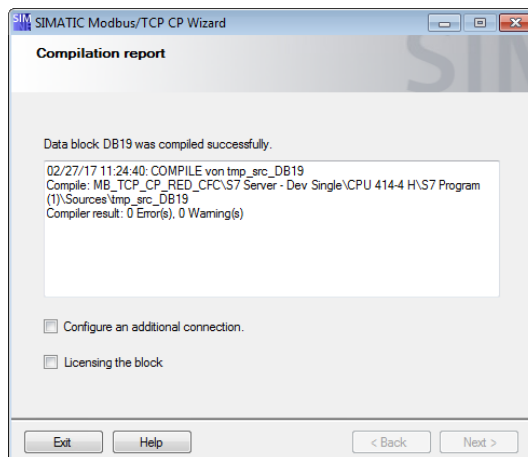 SIM
SIMATIC Modbus/TCP CP Wizard
Compilation report
SIM
Data block DB19 was compiled successfully.
02/27/17 11:24:40: COMPILE von tmp_src_DB19
Compile: MB_TCP_CP_RED_CFC\S7 Server - Dev Single\CPU 414-4 H\S7 Program
(1)\Sources\tmp_src_DB19
Compiler result: 0 Error(s), 0 Warning(s)
Configure an additional connection.
Licensing the block
Exit Help < Back Next >